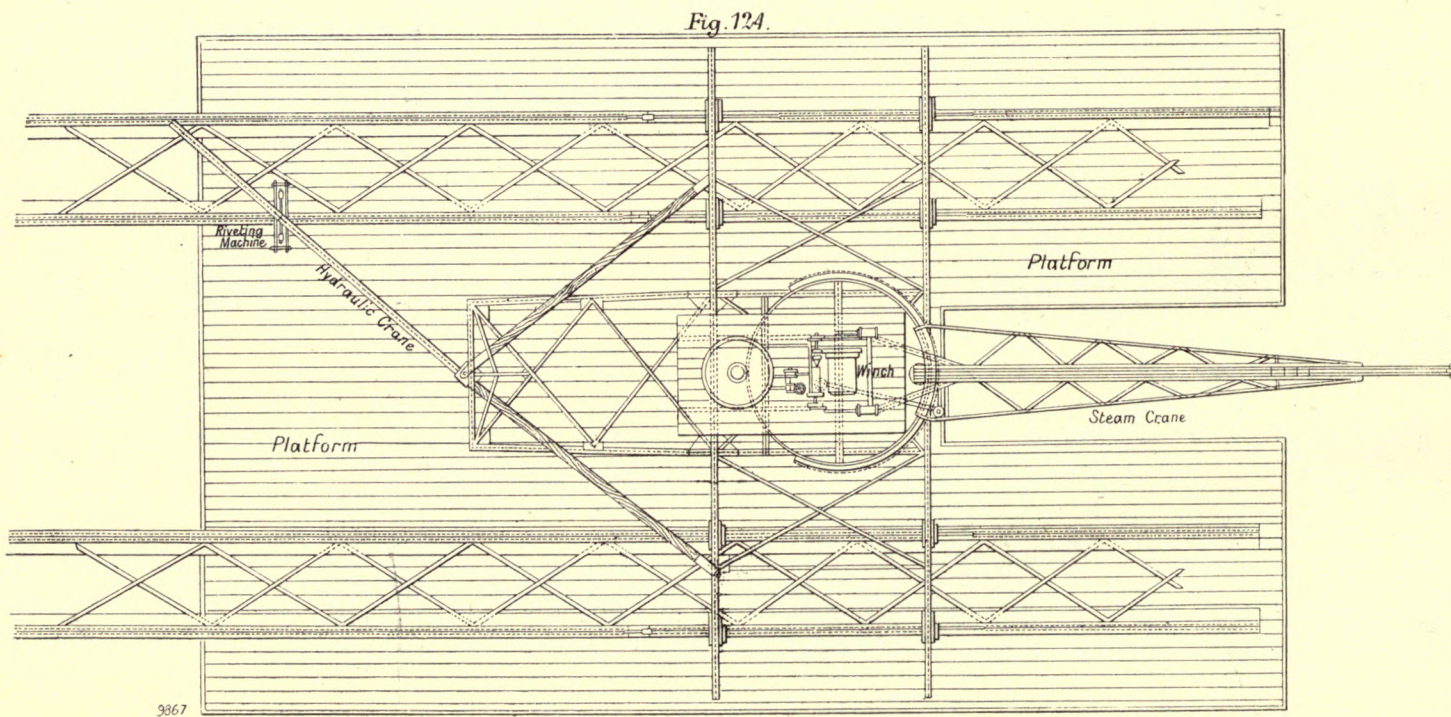 Fig. 124.
Riveting
Machine
Hydraulic Crane
Platform
Winch
Steam Crane
Platform
9867